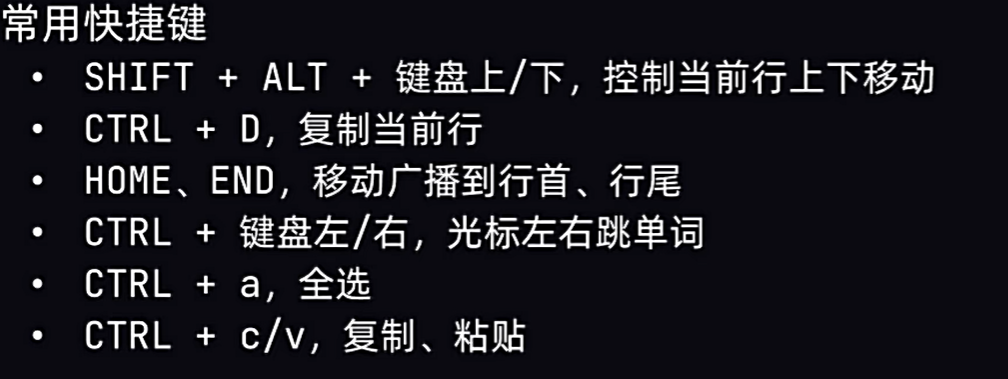 常用快捷键
• SHIFT + ALT + 键盘上/下，控制当前行上下移动
• CTRL + D，复制当前行
• HOME、END，移动广播到行首、行尾
• CTRL + 键盘左/右，光标左右跳单词
• CTRL + a，全选
• CTRL + c/v，复制、粘贴